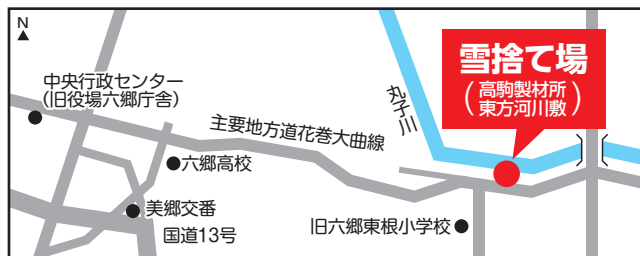 N
雪捨て場
(高駒製材所
東方河川敷)
中央行政センター
(旧役場六郷庁舎)
丸子川
主要地方道花巻大曲線
六郷高校
美郷交番
国道13号
旧六郷東根小学校